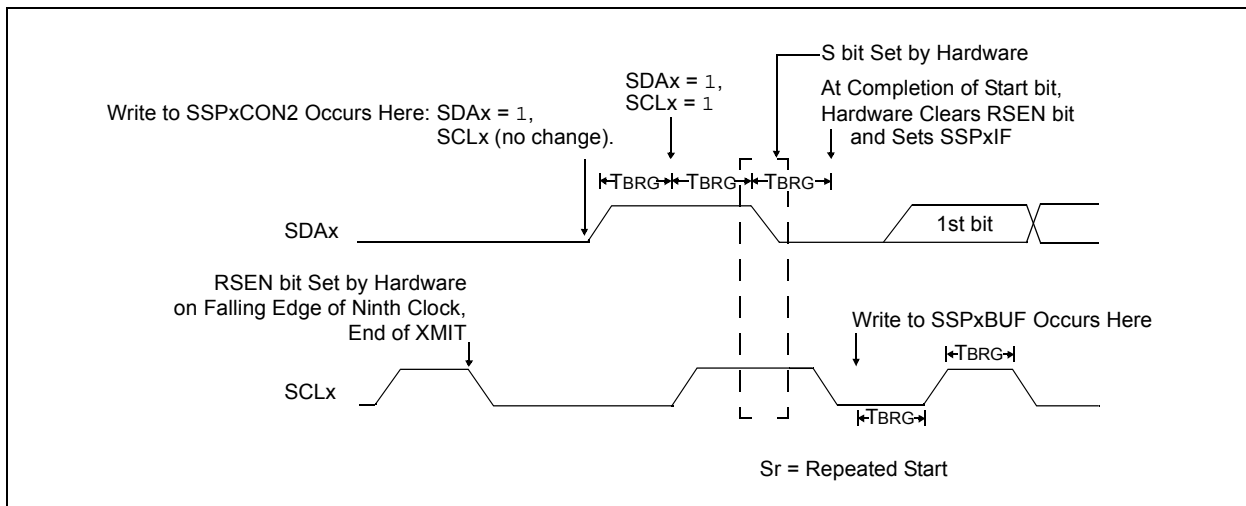 S bit Set by Hardware
SDAx = 1,
SCLx = 1
At Completion of Start bit,
Hardware Clears RSEN bit
and Sets SSPxIF
Write to SSPxCON2 Occurs Here: SDAx = 1,
SCLx (no change).
TBRG
TBRG
TBRG
SDAx
1st bit
RSEN bit Set by Hardware
on Falling Edge of Ninth Clock,
End of XMIT
Write to SSPxBUF Occurs Here
TBRG
SCLx
TBRG
Sr = Repeated Start